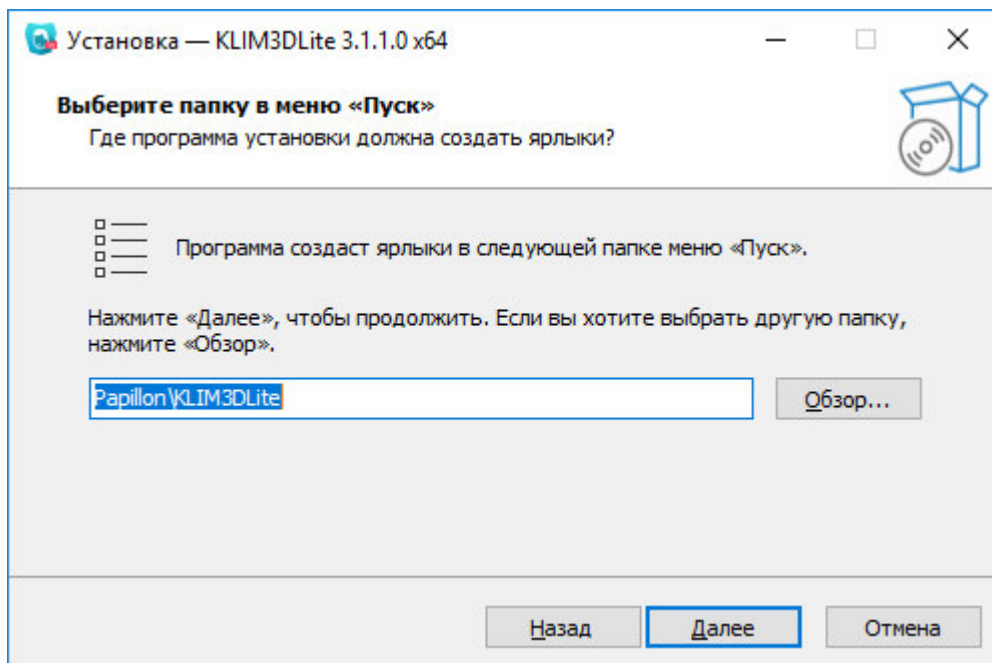 Установка — KLIM3DLite 3.1.1.0 x64
Выберите папку в меню «Пуск»
Где программа установки должна создать ярлыки?
Программа создаст ярлыки в следующей папке меню «Пуск».
Нажмите «Далее», чтобы продолжить. Если вы хотите выбрать другую папку,
нажмите «Обзор».
Papillon\KLIM3DLite
Обзор...
Назад
Далее
Отмена